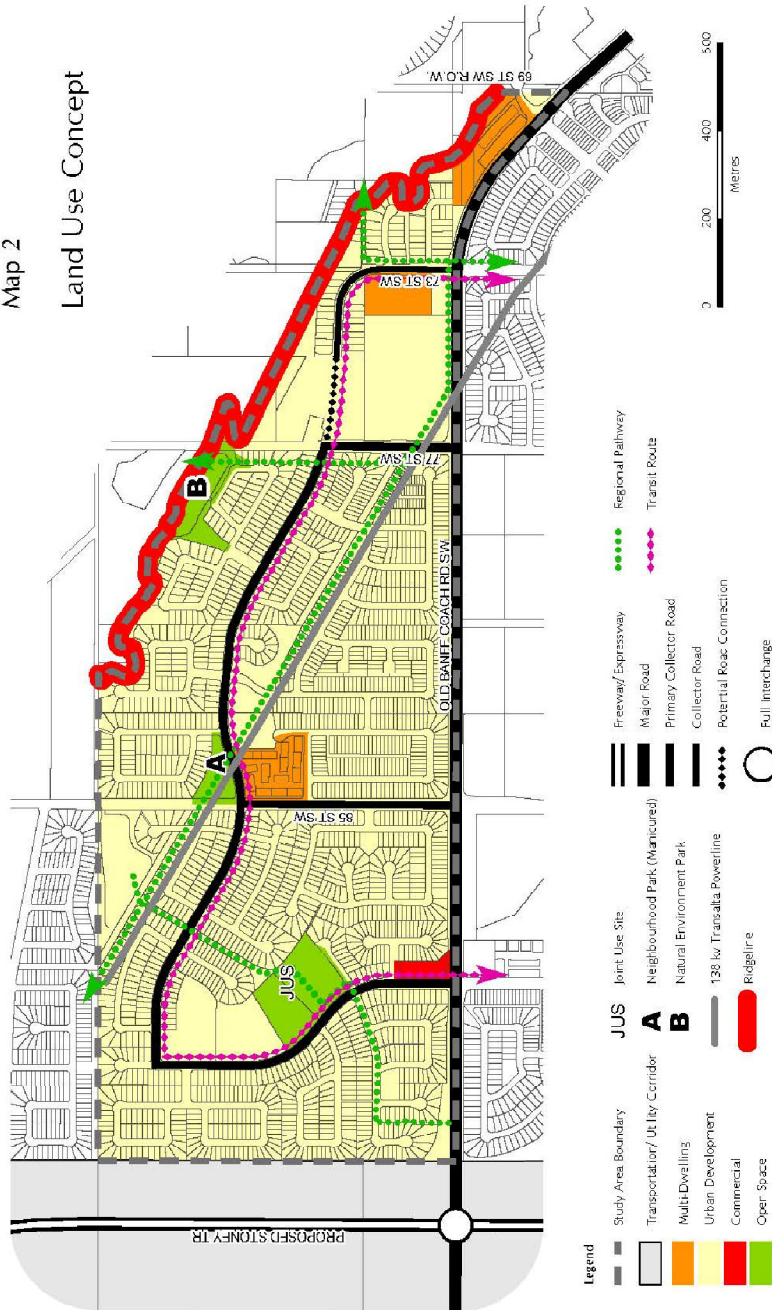 Map 2
Land Use Concept
69 ST SW R.O.W.
73 ST SW
77 ST SW
OLD BANFF COACH RD SW
85 ST SW
PROPOSED STONEY TR
A
B
JUS
0
200
400
600
Metres
Legend
Study Area Boundary
Transportation/ Utility Corridor
Multi-Dwelling
Urban Development
Commercial
Open Space
JUS Joint Use Site
A Neighbourhood Park (Manicured)
B Natural Environment Park
138 kv Transalta Powerline
Ridgeline
Freeway/ Expressway
Major Road
Primary Collector Road
Collector Road
Potential Road Connection
Full Interchange
Regional Pathway
Transit Route